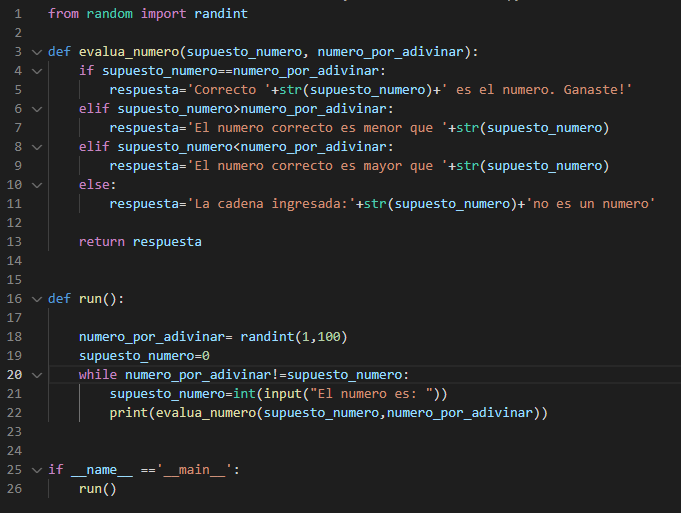 1 from random import randint
2
3 def evalua_numero(supuesto_numero, numero_por_adivinar):
4     if supuesto_numero==numero_por_adivinar:
5         respuesta='Correcto '+str(supuesto_numero)+' es el numero. Ganaste!'
6     elif supuesto_numero>numero_por_adivinar:
7         respuesta='El numero correcto es menor que '+str(supuesto_numero)
8     elif supuesto_numero<numero_por_adivinar:
9         respuesta='El numero correcto es mayor que '+str(supuesto_numero)
10     else:
11         respuesta='La cadena ingresada:'+str(supuesto_numero)+'no es un numero'
12
13     return respuesta
14
15
16 def run():
17
18     numero_por_adivinar= randint(1,100)
19     supuesto_numero=0
20     while numero_por_adivinar!=supuesto_numero:
21         supuesto_numero=int(input("El numero es: "))
22         print(evalua_numero(supuesto_numero,numero_por_adivinar))
23
24
25 if __name__ =='__main__':
26     run()